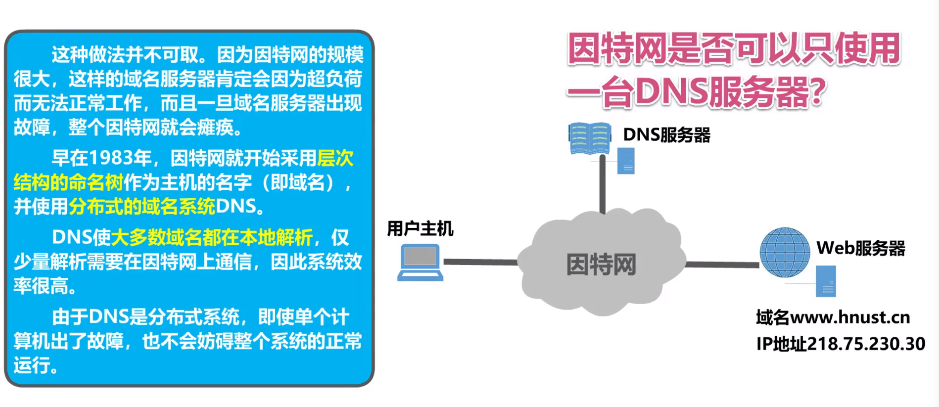 因特网是否可以只使用
一台DNS服务器？
这种做法并不可取。因为因特网的规模
很大，这样的域名服务器肯定会因为超负荷
而无法正常工作，而且一旦域名服务器出现
故障，整个因特网就会瘫痪。
早在1983年，因特网就开始采用层次
结构的命名树作为主机的名字（即域名），
并使用分布式的域名系统DNS。
DNS使大多数域名都在本地解析，仅
少量解析需要在因特网上通信，因此系统效
率很高。
由于DNS是分布式系统，即使单个计
算机出了故障，也不会妨碍整个系统的正常
运行。
DNS服务器
用户主机
因特网
Web服务器
域名www.hnust.cn
IP地址218.75.230.30